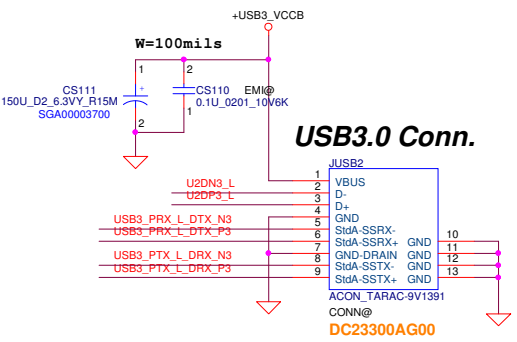 +USB3_VCCB
W=100mils
1
2
CS111
+
CS110
EMI@
150U_D2_6.3VY_R15M
0.1U_0201_10V6K
SGA00003700
2
1
USB3.0 Conn.
JUSB2
1
VBUS
U2DN3_L
2
D-
U2DP3_L
3
D+
4
GND
USB3_PRX_L_DTX_N3
5
StdA-SSRX-
USB3_PRX_L_DTX_P3
6
StdA-SSRX+
GND
10
7
GND-DRAIN
GND
11
USB3_PTX_L_DRX_N3
8
StdA-SSTX-
GND
12
USB3_PTX_L_DRX_P3
9
StdA-SSTX+
GND
13
ACON_TARAC-9V1391
CONN@
DC23300AG00